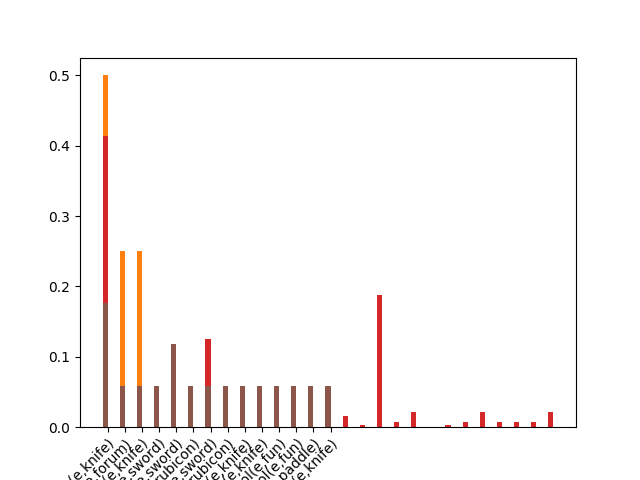 0.5
0.4
0.3
0.2
0.1
0.0
(e,knife)
,forum)
(e,knife)
,sword)
,sword)
rubicon)
,sword)
rubicon)
(e,knife)
(e,knife)
l(e,fun)
l(e,fun)
paddle)
(e,knife)